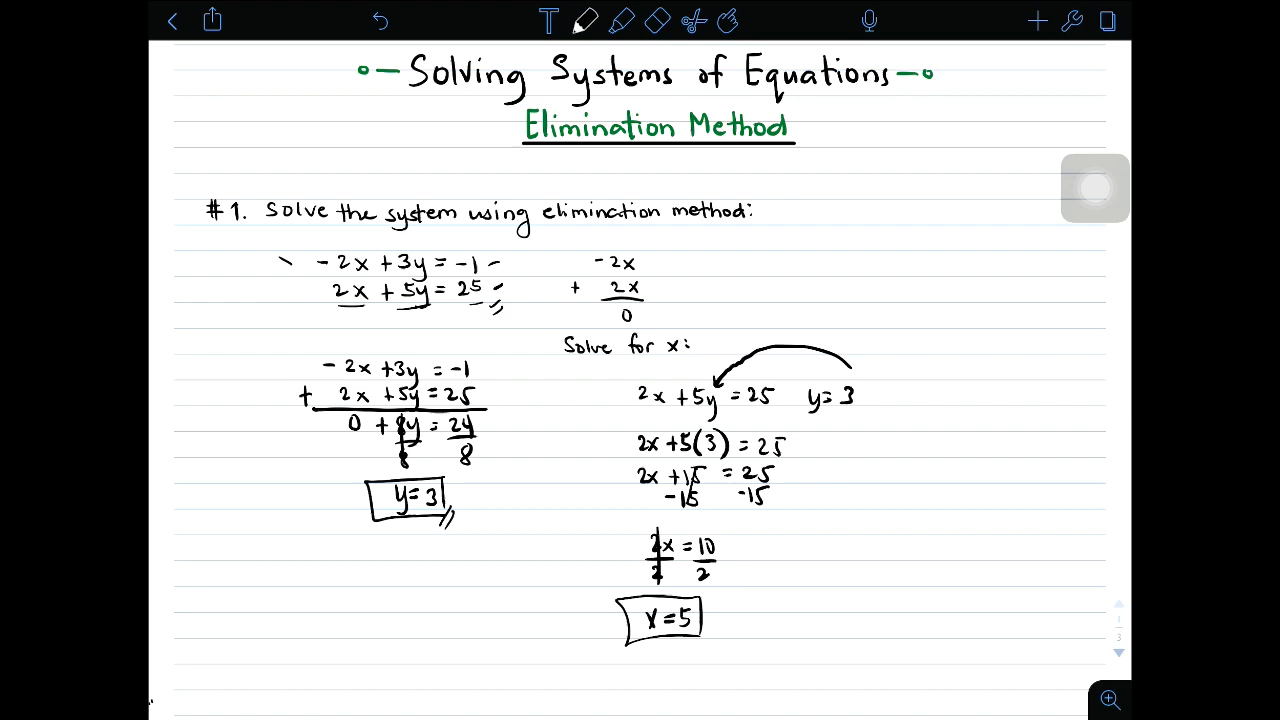 Solving Systems of Equations
Elimination Method
#1. Solve the system using elimination method:
-2x + 3y = -1
2x + 5y = 25
-2x
+ 2x
0
-2x + 3y = -1
+ 2x + 5y = 25
0 + 8y = 24
8 8
y = 3
Solve for x:
2x + 5y = 25 y = 3
2x + 5(3) = 25
2x + 15 = 25
-15 -15
2x = 10
2 2
x = 5
1
3